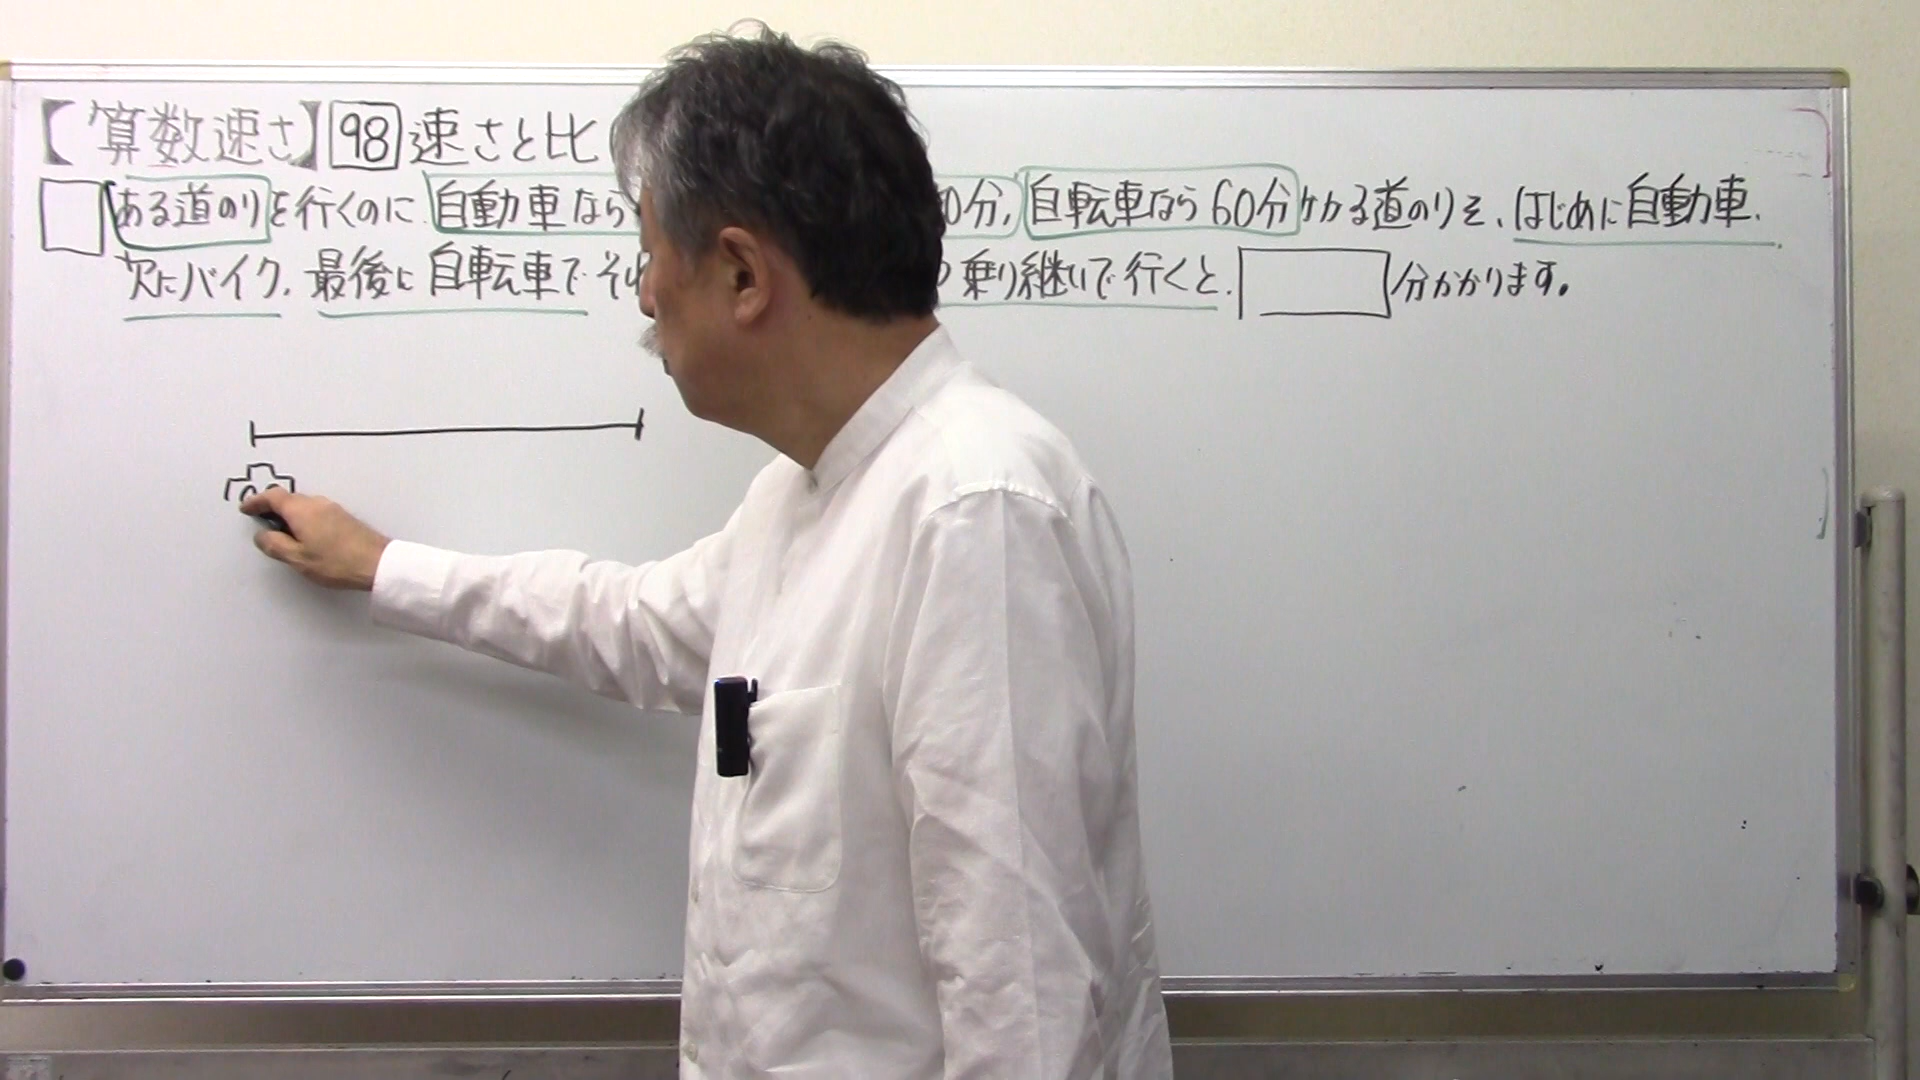 【算数速さ】98 速さと比
ある道のりを行くのに自動車なら 0分,自転車なら60分かかる道のりを、はじめに自動車、
次にバイク、最後に自転車でそれ 乗り継いで行くと、 分かかります。